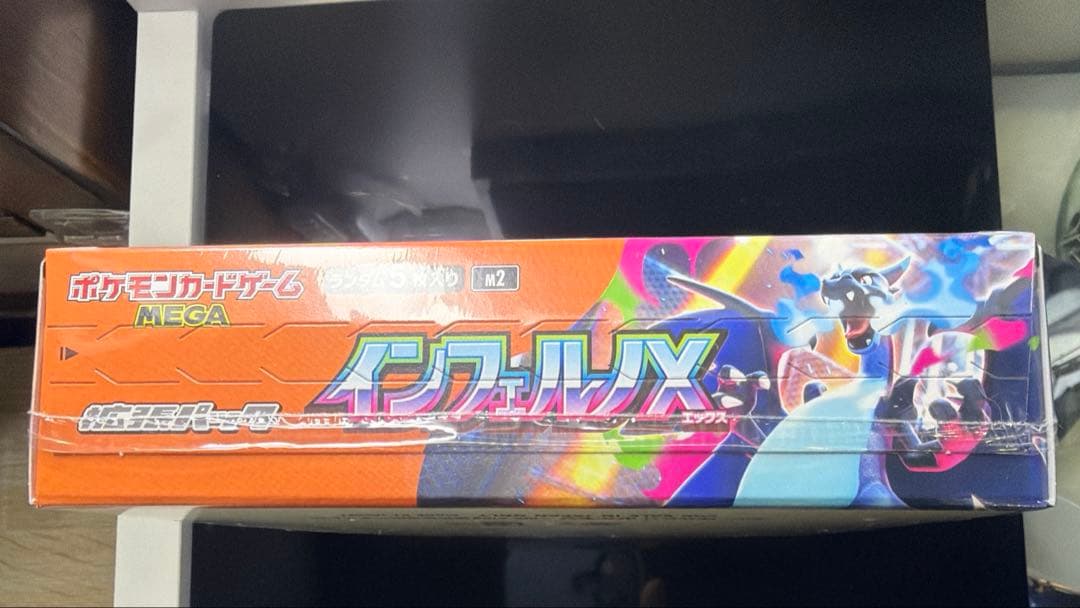 ポケモンカードゲーム
MEGA
ランダム5枚入り M2
インフェルノX
エックス
拡張パック